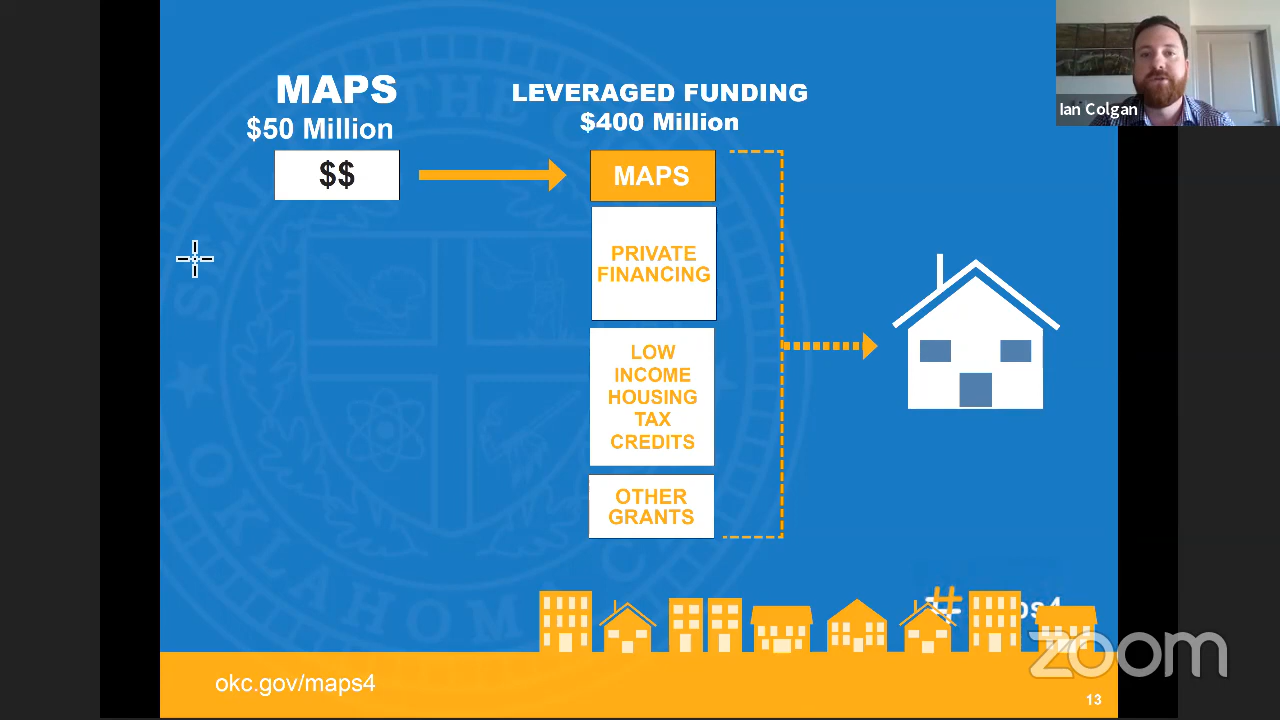 MAPS
$50 Million
$$
LEVERAGED FUNDING
$400 Million
MAPS
PRIVATE
FINANCING
LOW
INCOME
HOUSING
TAX
CREDITS
OTHER
GRANTS
Ian Colgan
okc.gov/maps4
zoom
13